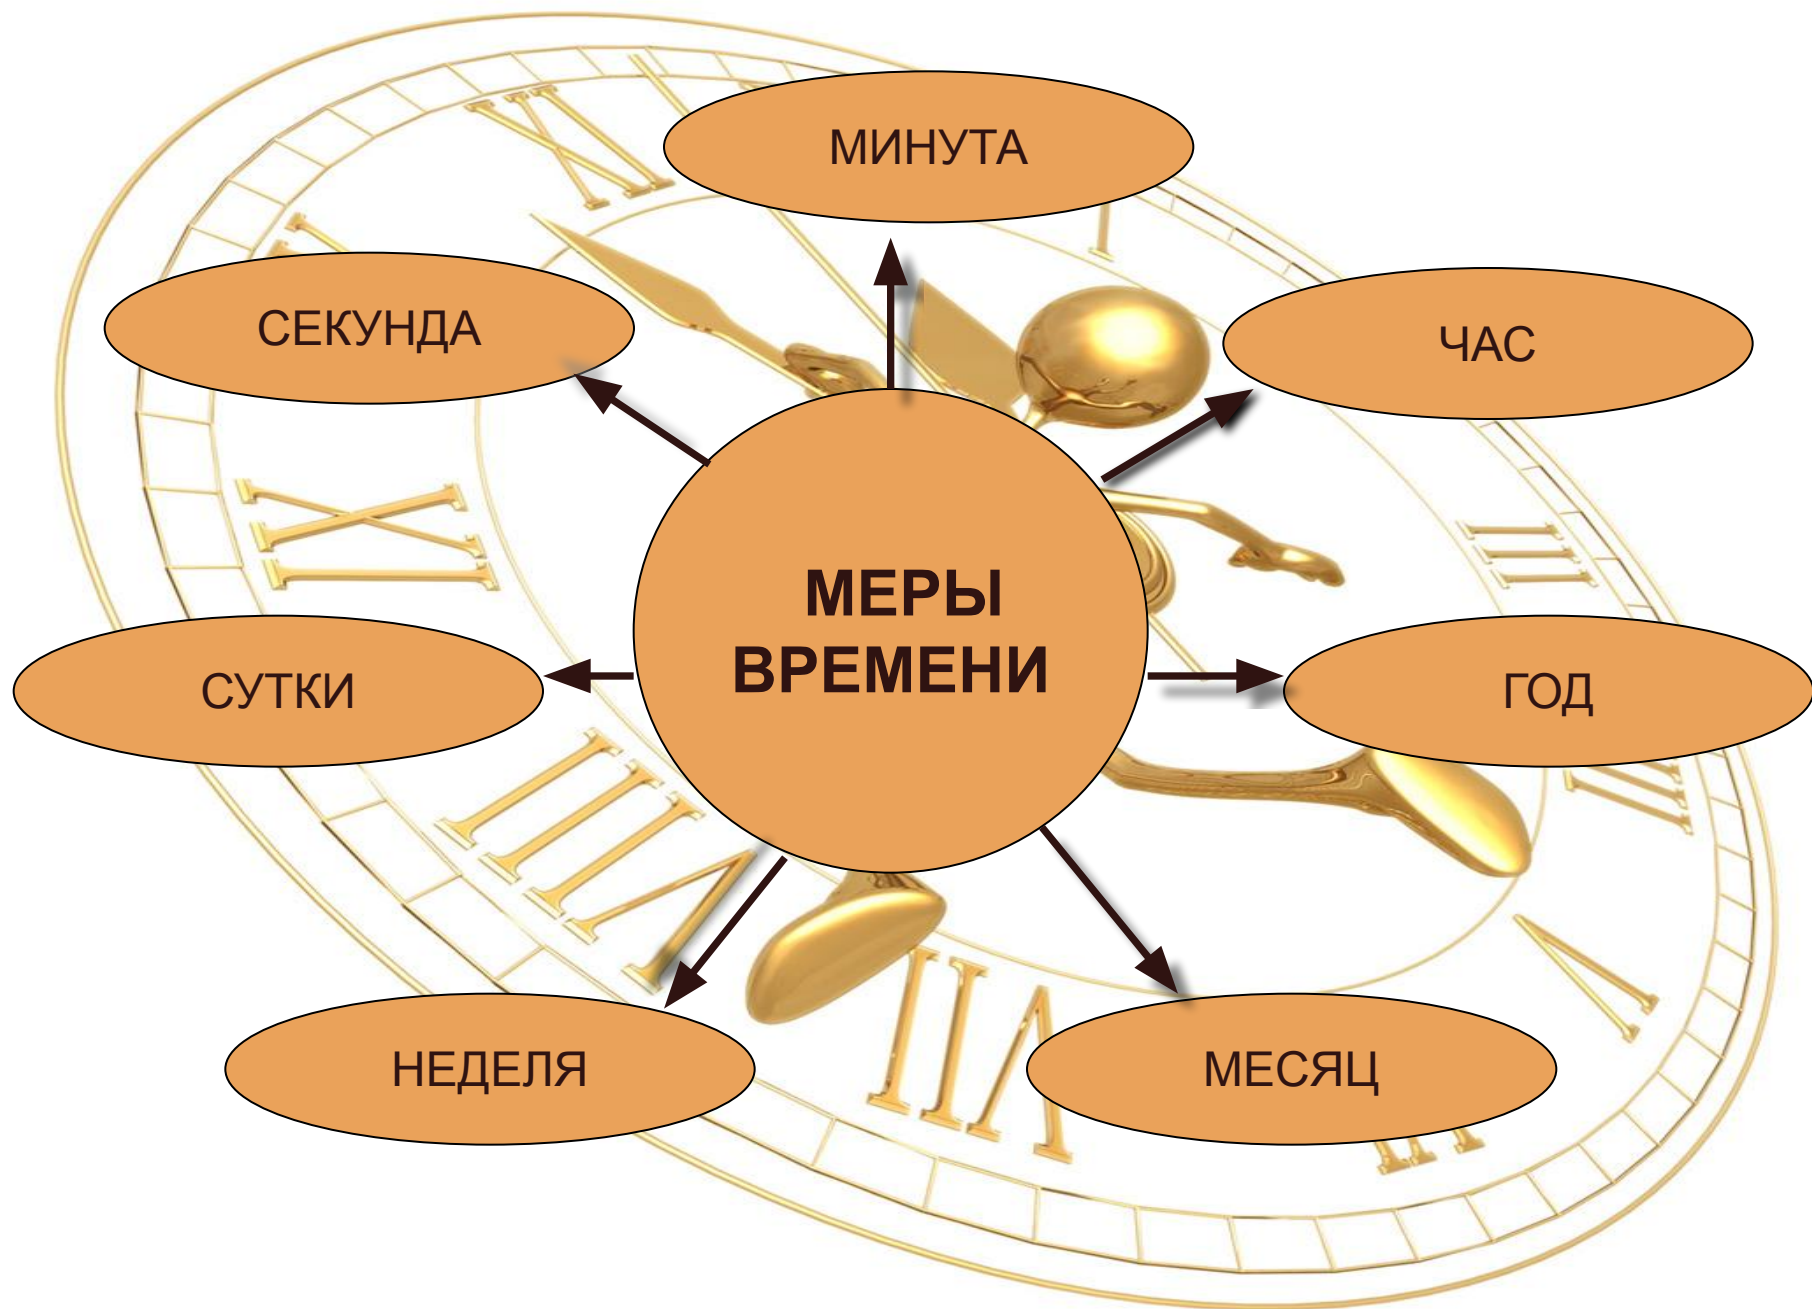 МИНУТА
СЕКУНДА
ЧАС
МЕРЫ
ВРЕМЕНИ
СУТКИ
ГОД
НЕДЕЛЯ
МЕСЯЦ